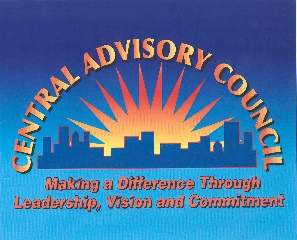 CENTRAL ADVISORY COUNCIL
Making a Difference Through
Leadership, Vision and Commitment